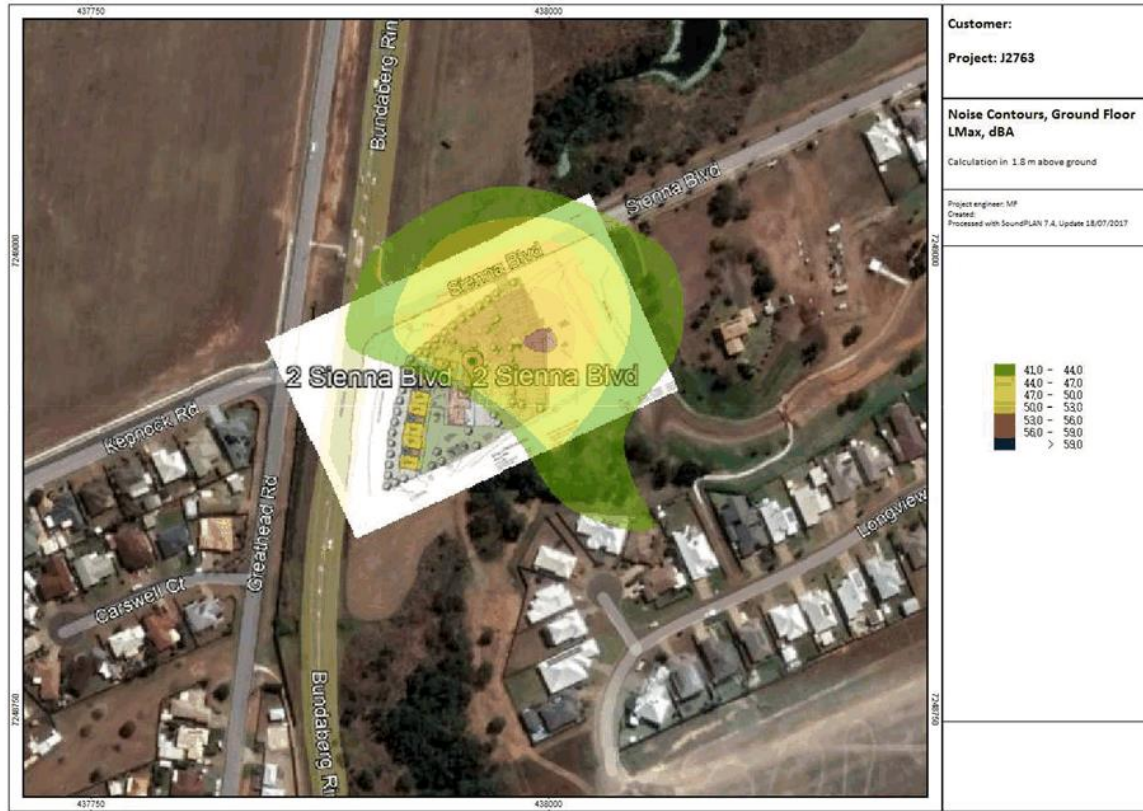 437750
438000
Customer:
Project: J2763
Noise Contours, Ground Floor
LMax, dBA
Calculation in 1.8 m above ground
Project engineer: MF
Created:
Processed with SoundPLAN 7.4, Update 18/07/2017
Bundaberg Rin
Sienna Blvd
7249000
7249000
Sienna Blvd
2 Sienna Blvd
2 Sienna Blvd
41,0 - 44,0
44,0 - 47,0
47,0 - 50,0
50,0 - 53,0
53,0 - 56,0
56,0 - 59,0
> 59,0
Kepnock Rd
Greathead Rd
Carswell Ct
Longview
Bundaberg Rin
7248750
7248750
437750
438000